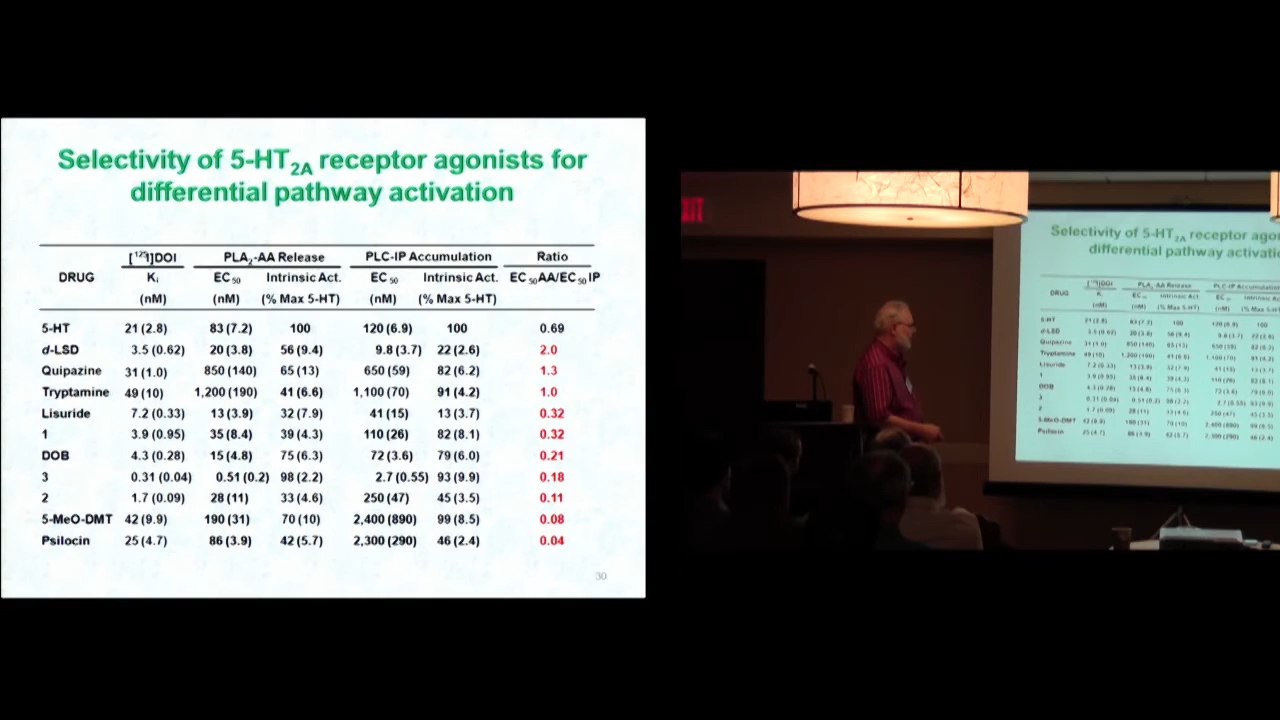 Selectivity of 5-HT2A receptor agonists for
differential pathway activation
[125I]DOI PLA2-AA Release PLC-IP Accumulation Ratio
DRUG Ki EC50 Intrinsic Act. EC50 Intrinsic Act. EC50AA/EC50IP
(nM) (nM) (% Max 5-HT) (nM) (% Max 5-HT)
5-HT 21 (2.8) 83 (7.2) 100 120 (6.9) 100 0.69
d-LSD 3.5 (0.62) 20 (3.8) 56 (9.4) 9.8 (3.7) 22 (2.6) 2.0
Quipazine 31 (1.0) 850 (140) 65 (13) 650 (59) 82 (6.2) 1.3
Tryptamine 49 (10) 1,200 (190) 41 (6.6) 1,100 (70) 91 (4.2) 1.0
Lisuride 7.2 (0.33) 13 (3.9) 32 (7.9) 41 (15) 13 (3.7) 0.32
1 3.9 (0.95) 35 (8.4) 39 (4.3) 110 (26) 82 (8.1) 0.32
DOB 4.3 (0.28) 15 (4.8) 75 (6.3) 72 (3.6) 79 (6.0) 0.21
3 0.31 (0.04) 0.51 (0.2) 98 (2.2) 2.7 (0.55) 93 (9.9) 0.18
2 1.7 (0.09) 28 (11) 33 (4.6) 250 (47) 45 (3.5) 0.11
5-MeO-DMT 42 (9.9) 190 (31) 70 (10) 2,400 (890) 99 (8.5) 0.08
Psilocin 25 (4.7) 86 (3.9) 42 (5.7) 2,300 (290) 46 (2.4) 0.04
30
EXIT
Selectivity of 5-HT2A receptor
differential pathway